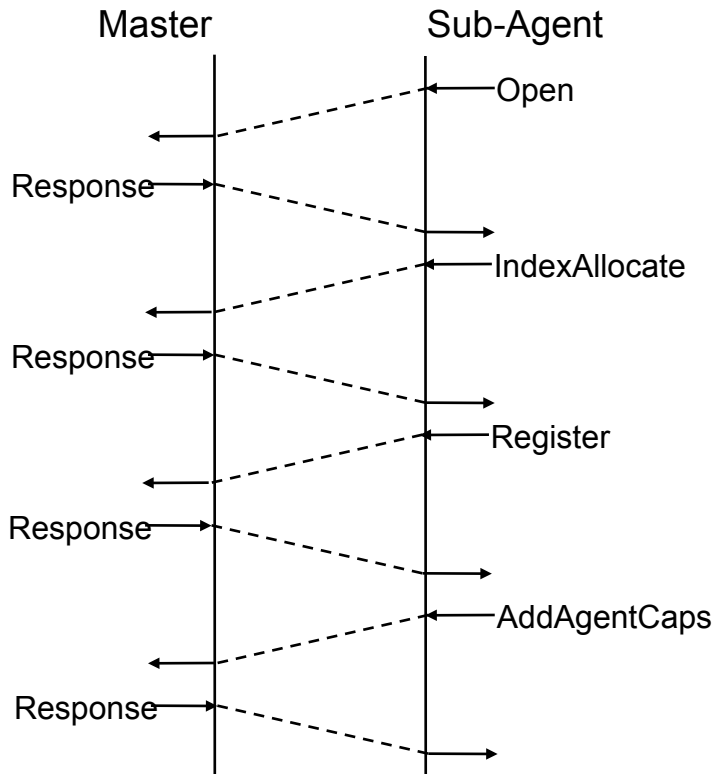 Master Sub-Agent
Open
Response
IndexAllocate
Response
Register
Response
AddAgentCaps
Response